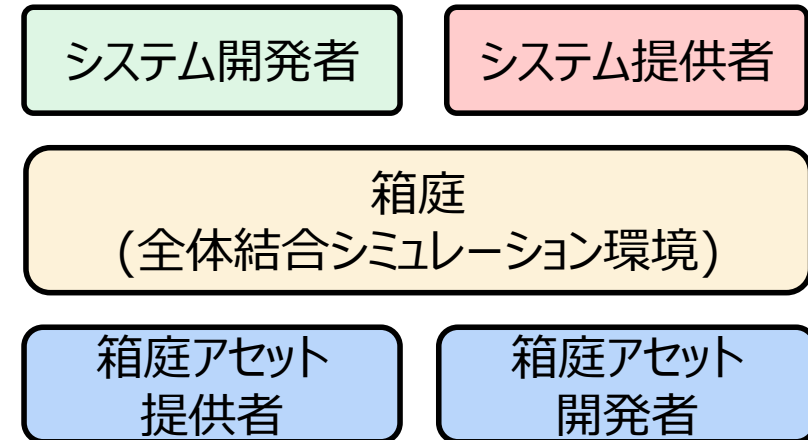 システム開発者
システム提供者
箱庭
(全体結合シミュレーション環境)
箱庭アセット
提供者
箱庭アセット
開発者